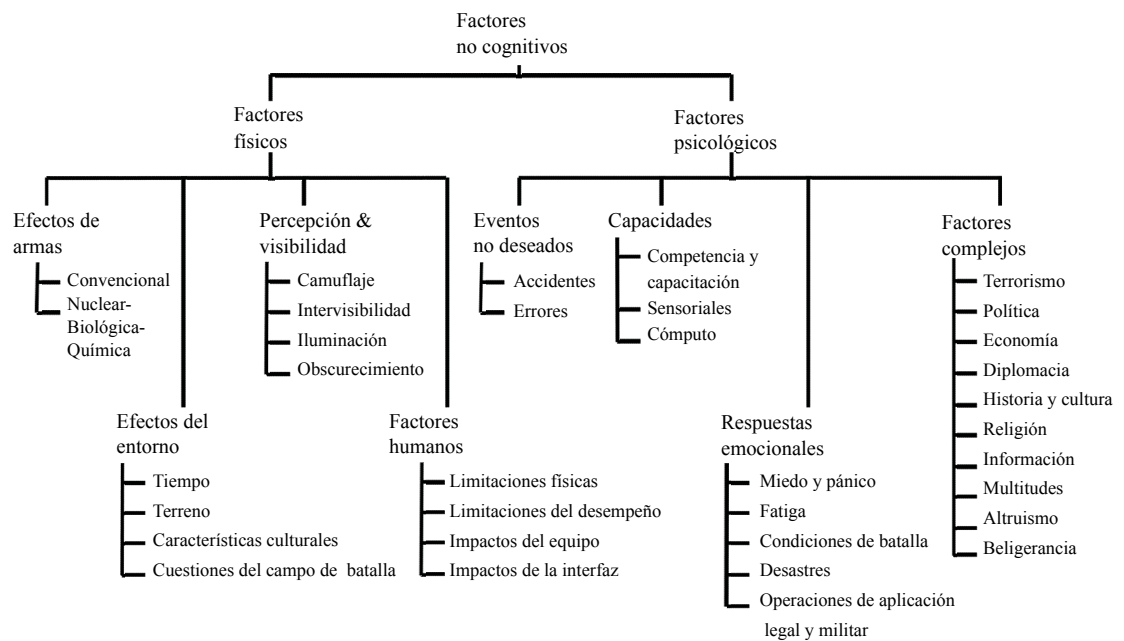 Factores
no cognitivos
Factores
físicos
Factores
psicológicos
Efectos de
armas
Convencional
Nuclear-
Biológica-
Química
Percepción &
visibilidad
Camuflaje
Intervisibilidad
Iluminación
Obscurecimiento
Eventos
no deseados
Accidentes
Errores
Capacidades
Competencia y
capacitación
Sensoriales
Cómputo
Factores
complejos
Terrorismo
Política
Economía
Diplomacia
Historia y cultura
Religión
Información
Multitudes
Altruismo
Beligerancia
Efectos del
entorno
Tiempo
Terreno
Características culturales
Cuestiones del campo de batalla
Factores
humanos
Limitaciones físicas
Limitaciones del desempeño
Impactos del equipo
Impactos de la interfaz
Respuestas
emocionales
Miedo y pánico
Fatiga
Condiciones de batalla
Desastres
Operaciones de aplicación
legal y militar